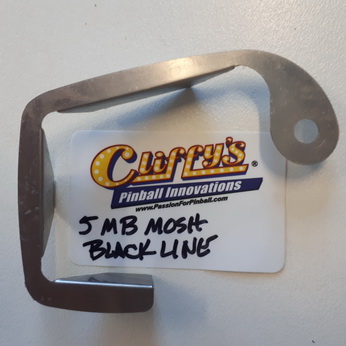 Cliffy's®
Pinball Innovations
www.PassionForPinball.com
5 MB MOSH
BLACK LINE